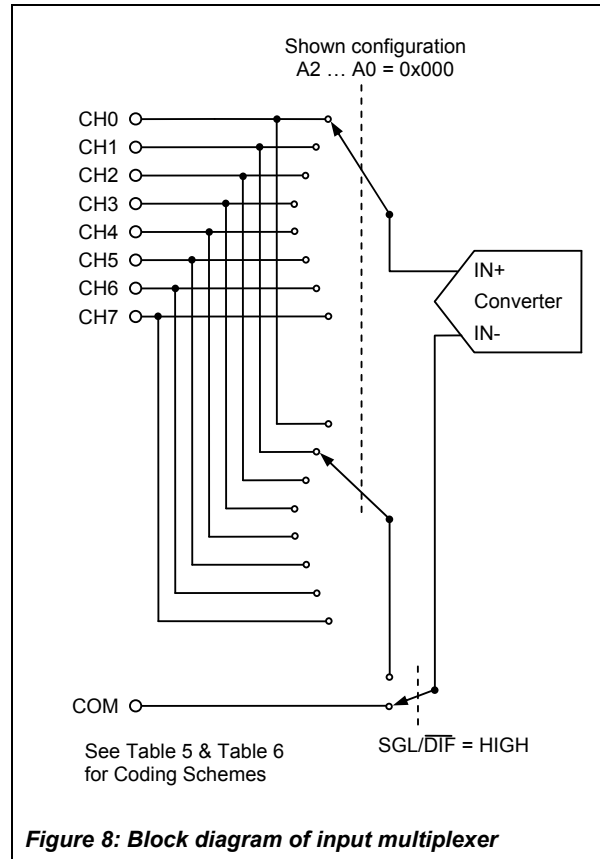 Shown configuration
A2 … A0 = 0x000
CH0
CH1
CH2
CH3
CH4
CH5
CH6
CH7
IN+
Converter
IN-
COM
SGL/DIF = HIGH
See Table 5 & Table 6
for Coding Schemes
Figure 8: Block diagram of input multiplexer